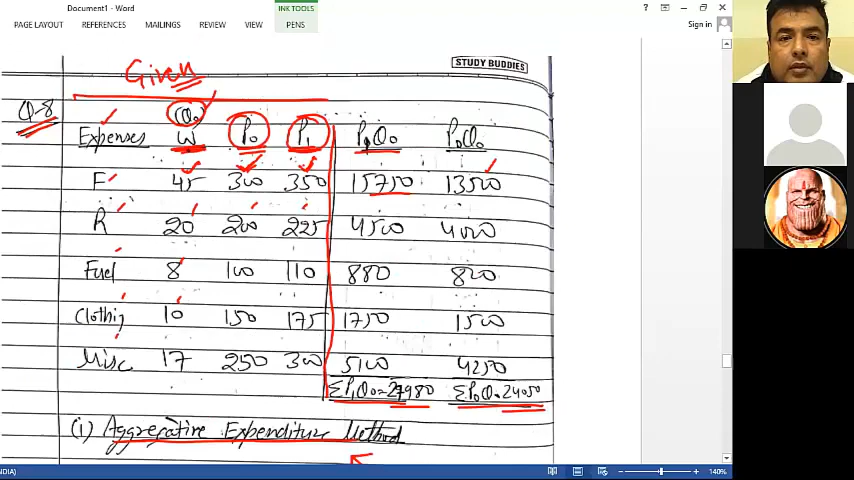 Document1 - Word
INK TOOLS
? 
Sign in
PAGE LAYOUT REFERENCES MAILINGS REVIEW VIEW PENS
STUDY BUDDIES
Given
Q-8
(Q0)
Expenses W P0 P1 P1Q0 P0Q0
F 45 300 350 15750 13500
R 20 200 225 4500 4000
Fuel 8 100 110 880 800
Clothing 10 150 175 1750 1500
Misc 17 250 300 5100 4250
ΣP1Q0=27980 ΣP0Q0=24050
(i) Aggregative Expenditure Method
NDIA)
140%